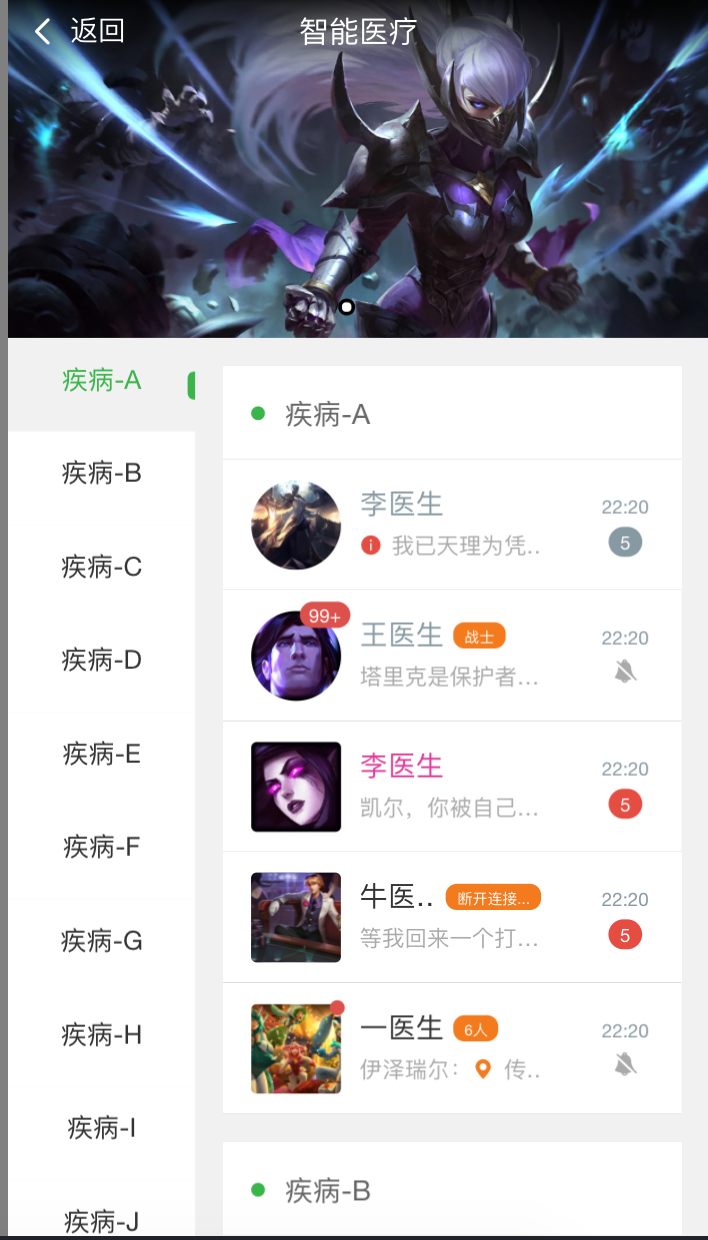 返回
智能医疗
疾病-A
疾病-B
疾病-C
疾病-D
疾病-E
疾病-F
疾病-G
疾病-H
疾病-I
疾病-J
疾病-A
李医生 22:20
我已天理为凭.. 5
99+
王医生 战士 22:20
塔里克是保护者...
李医生 22:20
凯尔，你被自己... 5
牛医.. 断开连接... 22:20
等我回来一个打... 5
一医生 6人 22:20
伊泽瑞尔： 传..
疾病-B